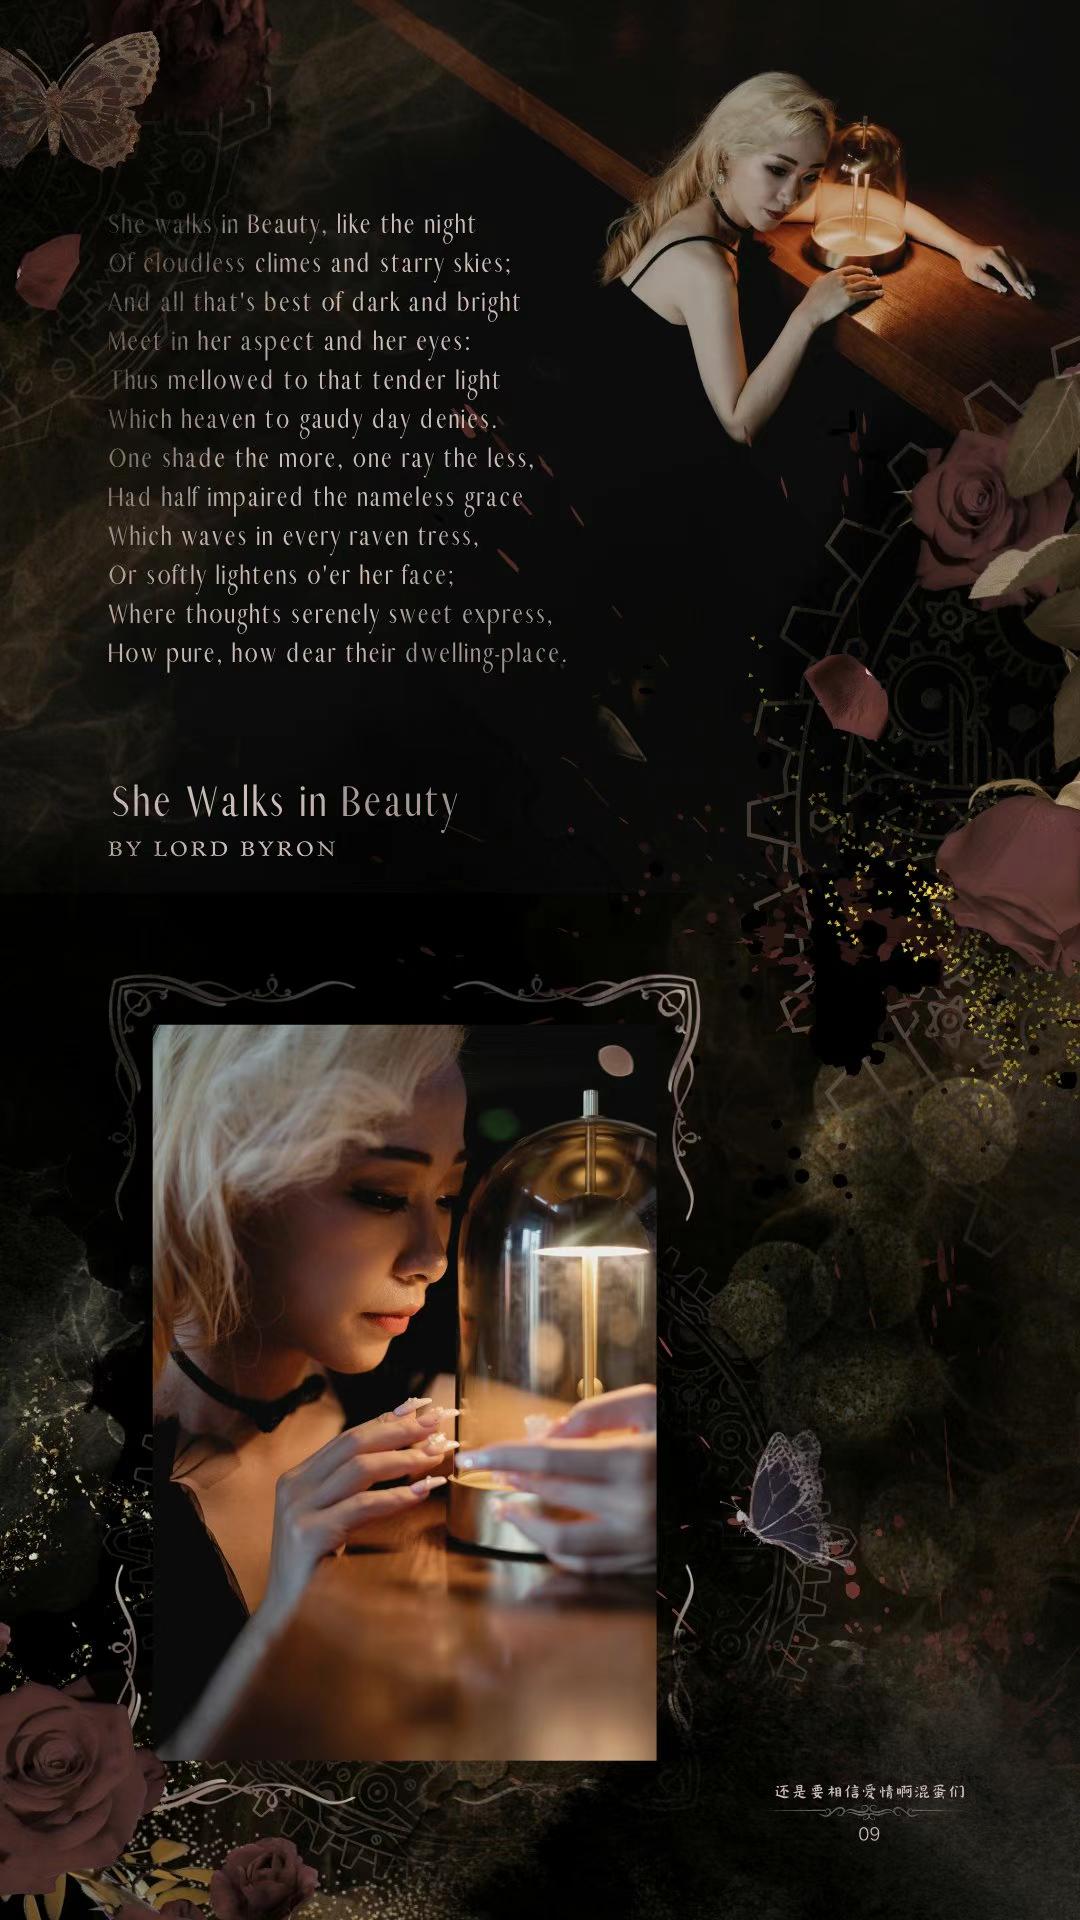 She walks in Beauty, like the night
Of cloudless climes and starry skies;
And all that's best of dark and bright
Meet in her aspect and her eyes:
Thus mellowed to that tender light
Which heaven to gaudy day denies.
One shade the more, one ray the less,
Had half impaired the nameless grace
Which waves in every raven tress,
Or softly lightens o'er her face;
Where thoughts serenely sweet express,
How pure, how dear their dwelling-place.
She Walks in Beauty
BY LORD BYRON
还是要相信爱情啊混蛋们
09